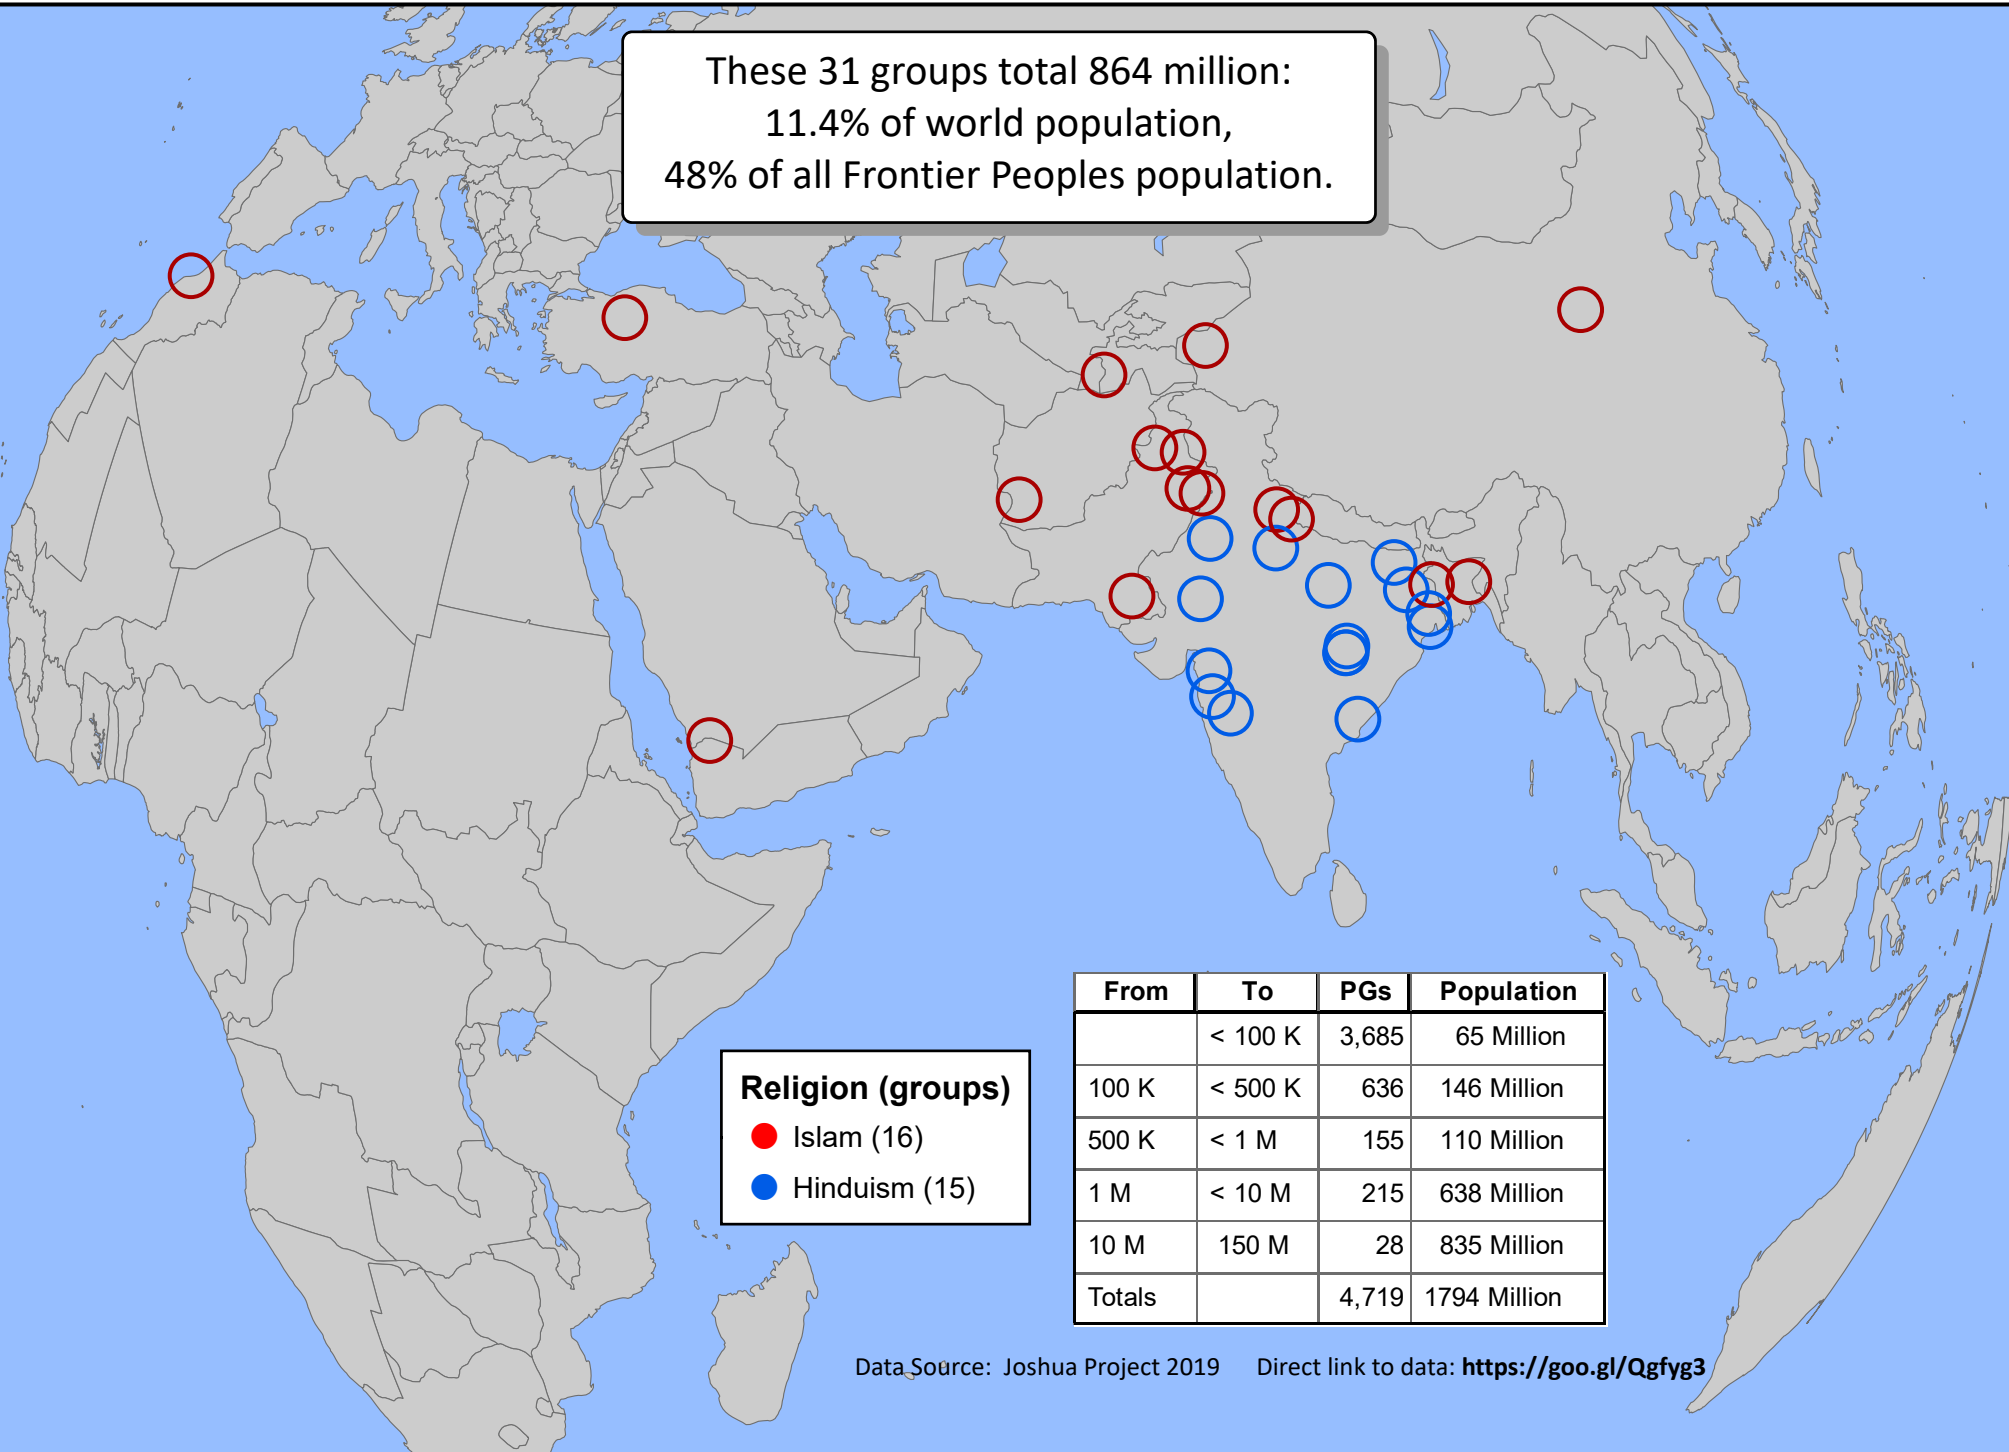 These 31 groups total 864 million:
11.4% of world population,
48% of all Frontier Peoples population.
Religion (groups)
Islam (16)
Hinduism (15)
From To PGs Population
< 100 K 3,685 65 Million
100 K < 500 K 636 146 Million
500 K < 1 M 155 110 Million
1 M < 10 M 215 638 Million
10 M 150 M 28 835 Million
Totals 4,719 1794 Million
Data Source: Joshua Project 2019 Direct link to data: https://goo.gl/Qgfyg3